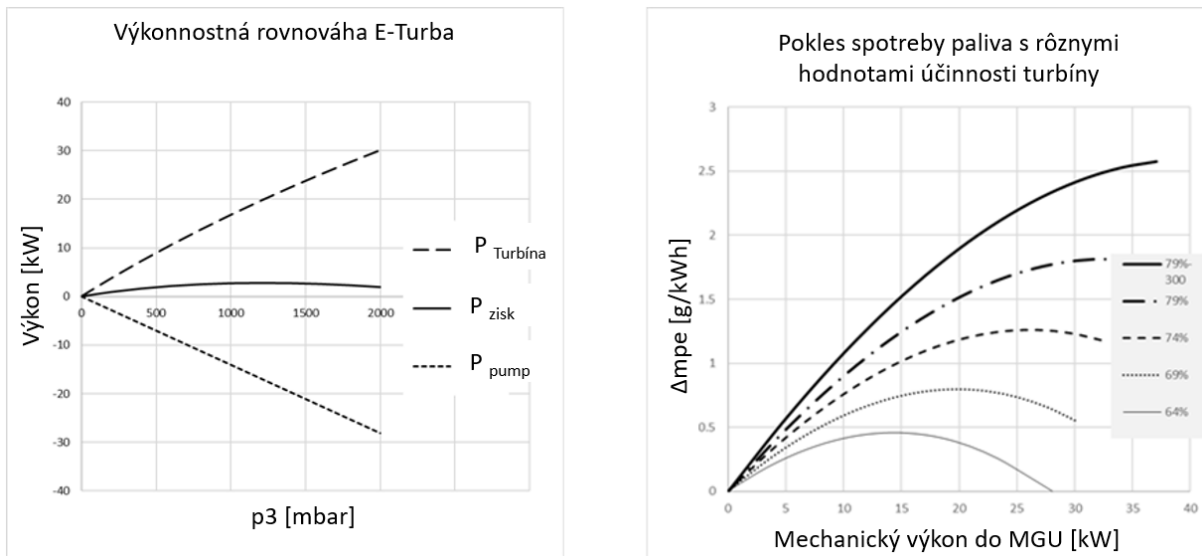 Výkonnostná rovnováha E-Turba
40
30
20
10
0
-10
-20
-30
-40
0 500 1000 1500 2000
Výkon [kW]
p3 [mbar]
P Turbína
P zisk
P pump
Pokles spotreby paliva s rôznymi
hodnotami účinnosti turbíny
3
2.5
2
1.5
1
0.5
0
0 5 10 15 20 25 30 35 40
Δmpe [g/kWh]
Mechanický výkon do MGU [kW]
79%-
300
79%
74%
69%
64%